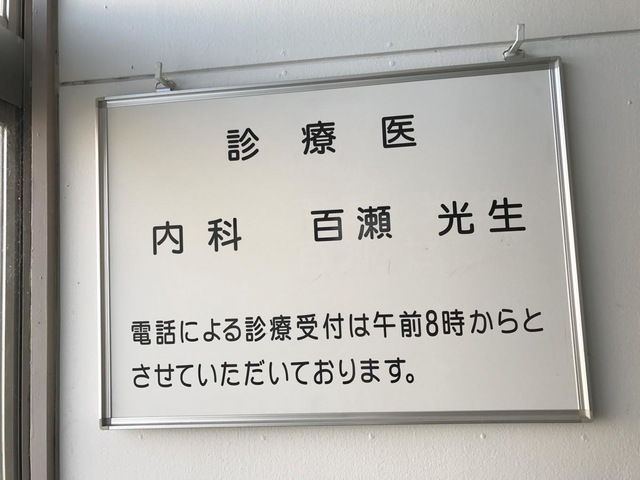 診療医
内科 百瀬 光生
電話による診療受付は午前8時からと
させていただいております。